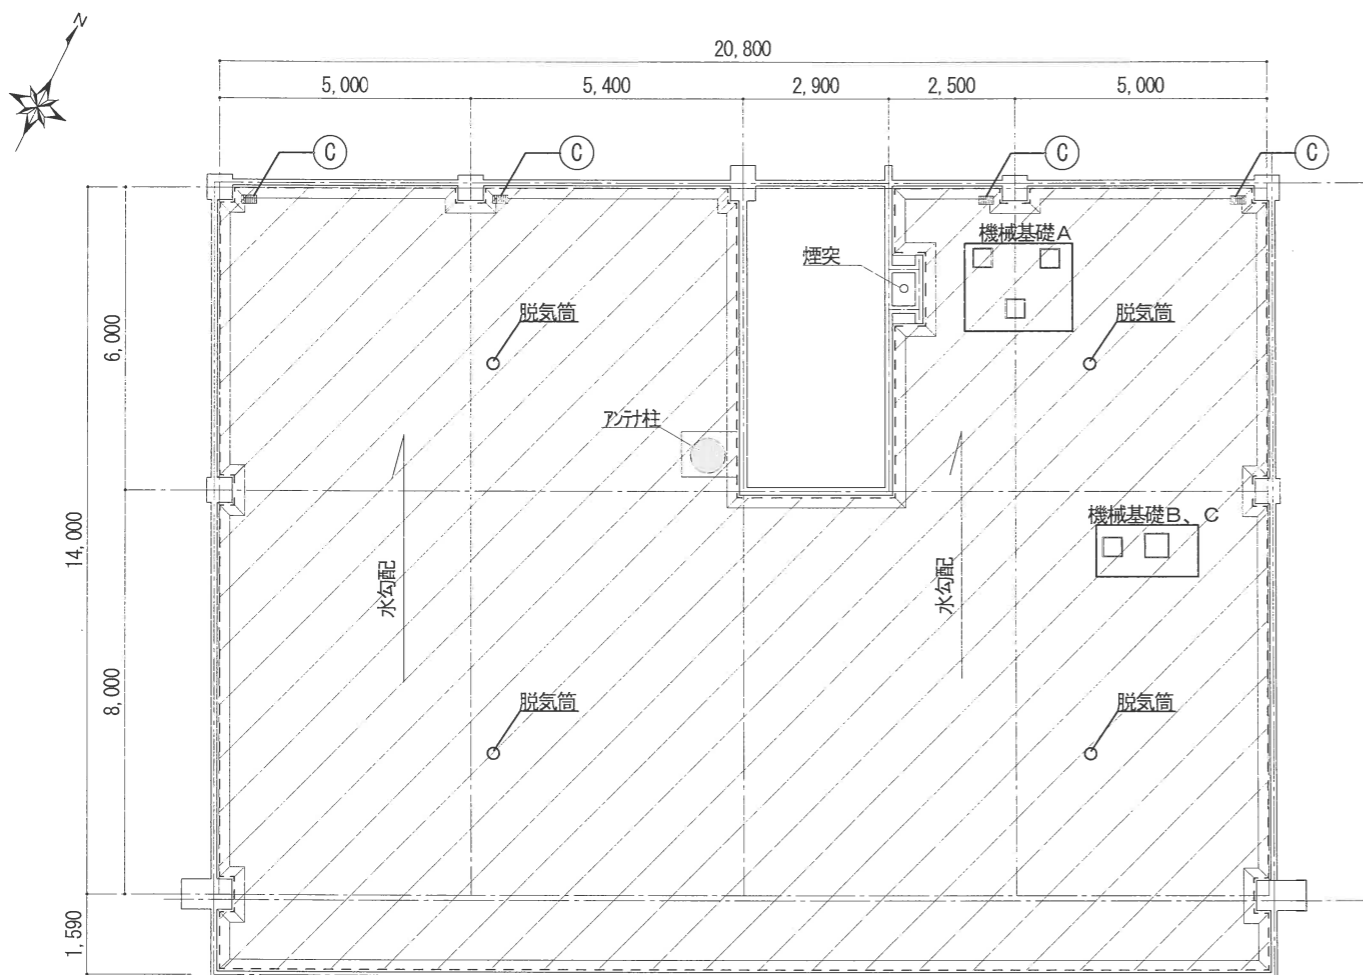 N
20,800
5,000
5,400
2,900
2,500
5,000
C
C
C
C
機械基礎A
煙突
脱気筒
脱気筒
6,000
アンテナ柱
14,000
機械基礎B、C
水勾配
水勾配
8,000
脱気筒
脱気筒
1,590